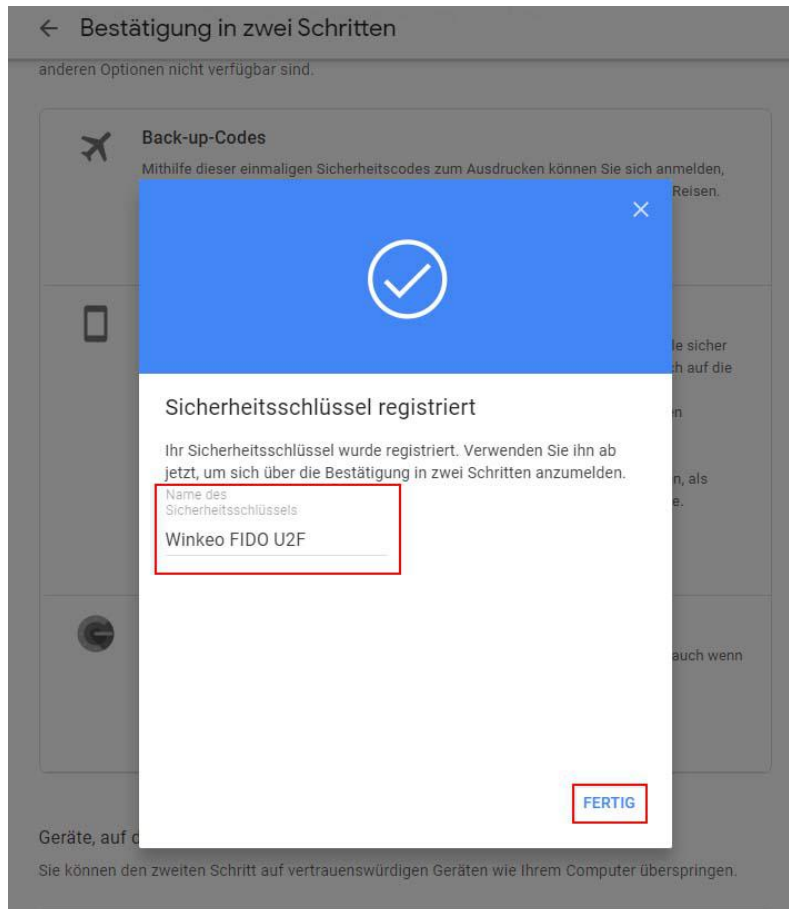 Bestätigung in zwei Schritten
anderen Optionen nicht verfügbar sind.
Back-up-Codes
Mithilfe dieser einmaligen Sicherheitscodes zum Ausdrucken können Sie sich anmelden,
Reisen.
sicher
auf die
Sicherheitsschlüssel registriert
Ihr Sicherheitsschlüssel wurde registriert. Verwenden Sie ihn ab
jetzt, um sich über die Bestätigung in zwei Schritten anzumelden.
als
Name des
Sicherheitsschlüssels
Winkeo FIDO U2F
auch wenn
FERTIG
Geräte, auf
Sie können den zweiten Schritt auf vertrauenswürdigen Geräten wie Ihrem Computer überspringen.